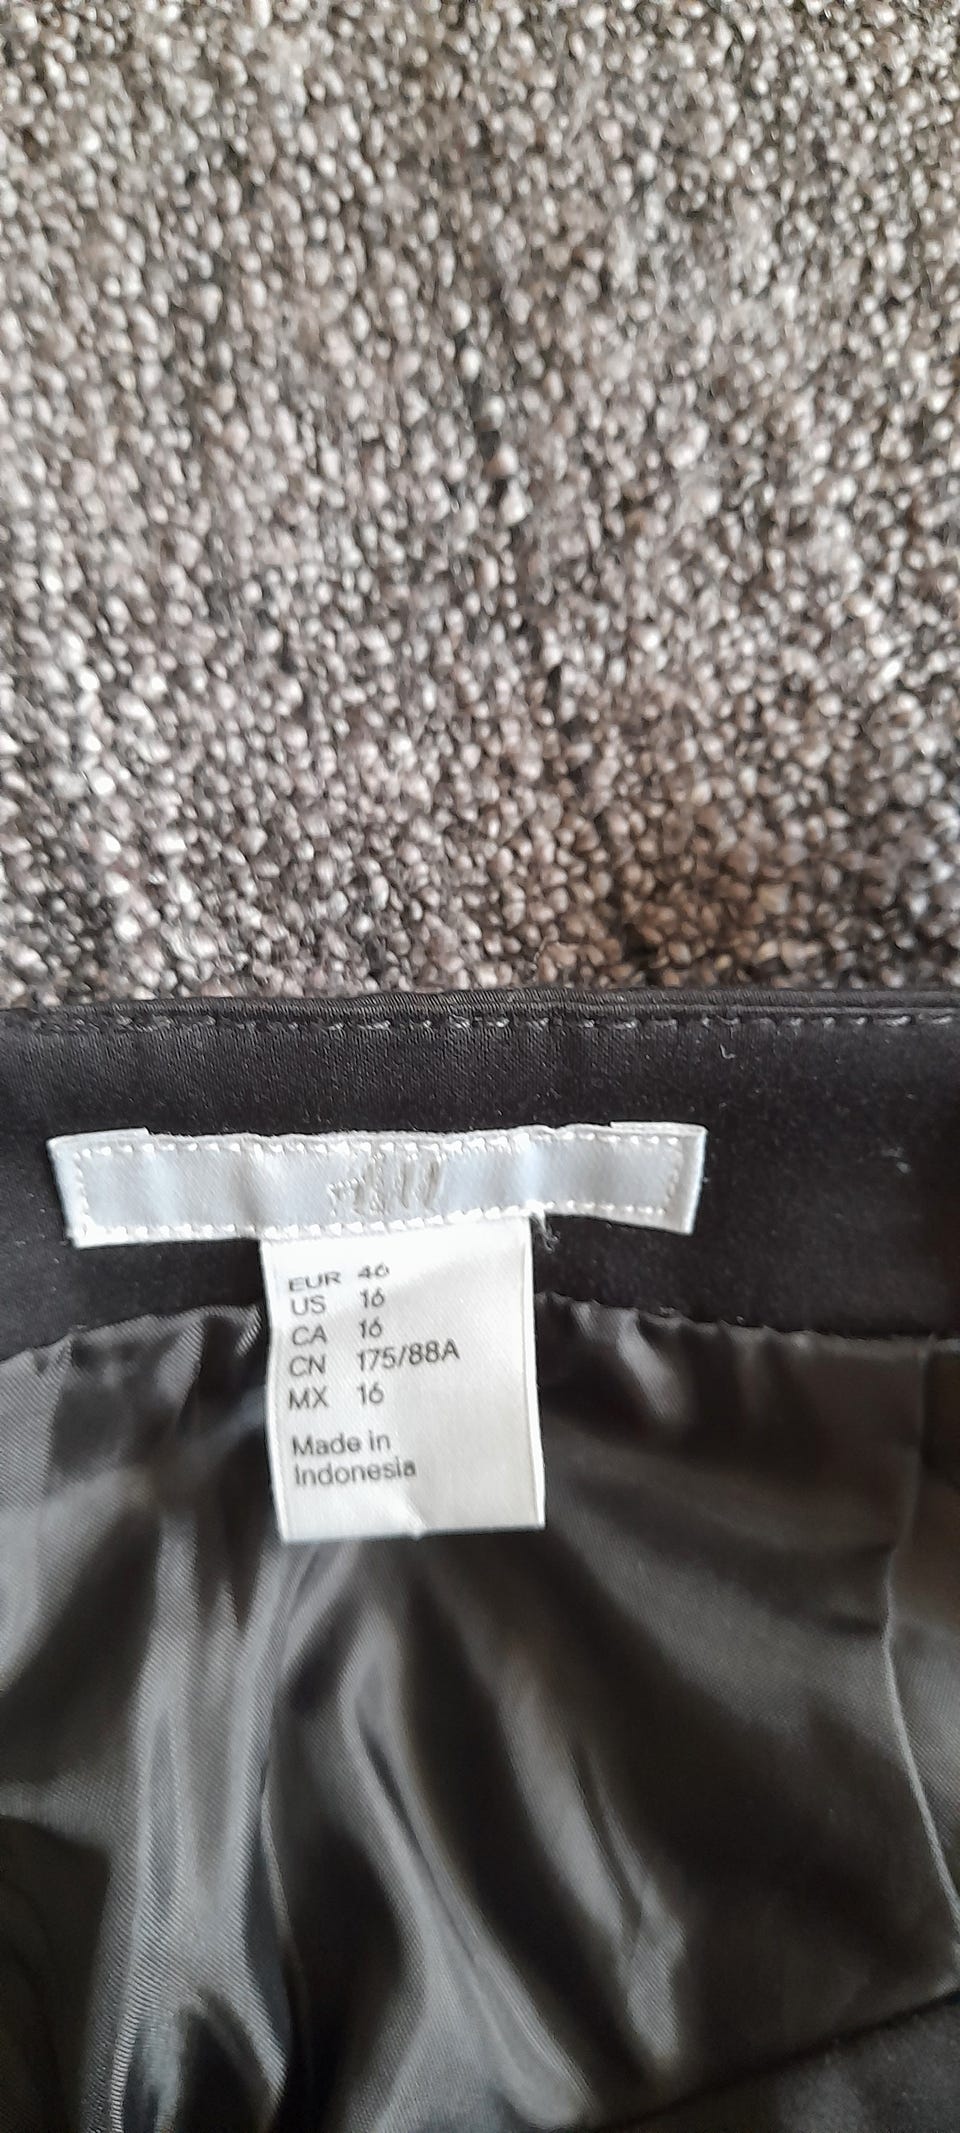 H&M
EUR 46
US 16
CA 16
CN 175/88A
MX 16
Made in
Indonesia